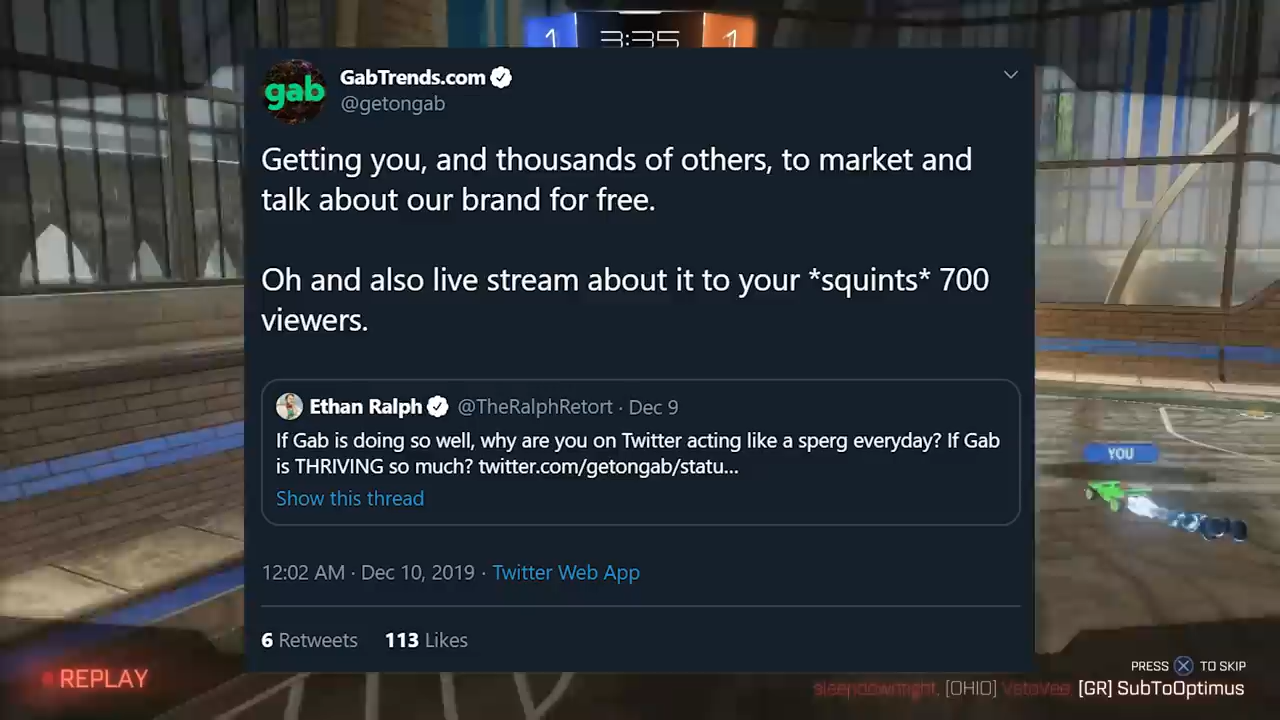 1 3:35 1
gab
GabTrends.com
@getongab
Getting you, and thousands of others, to market and
talk about our brand for free.
Oh and also live stream about it to your *squints* 700
viewers.
Ethan Ralph @TheRalphRetort · Dec 9
If Gab is doing so well, why are you on Twitter acting like a sperg everyday? If Gab
is THRIVING so much? twitter.com/getongab/statu...
Show this thread
12:02 AM · Dec 10, 2019 · Twitter Web App
6 Retweets 113 Likes
YOU
REPLAY
PRESS X TO SKIP
[OHIO] [GR] SubToOptimus